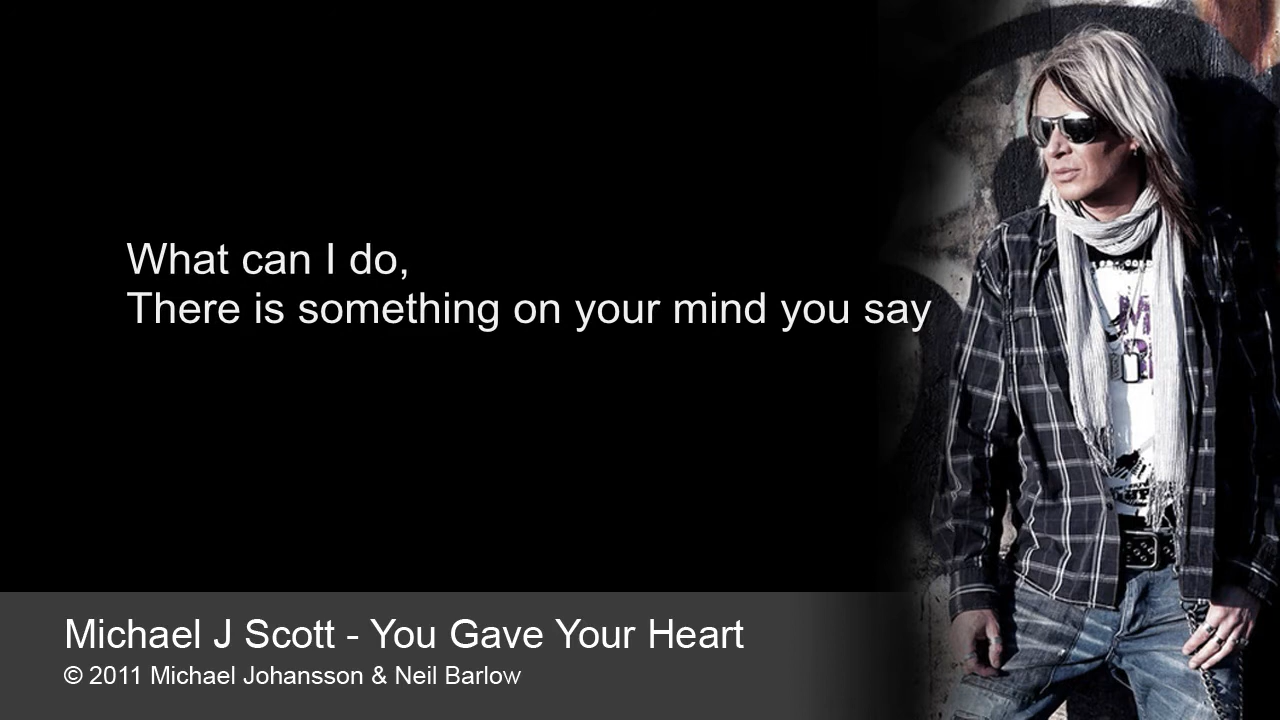 What can I do,
There is something on your mind you say
Michael J Scott - You Gave Your Heart
© 2011 Michael Johansson & Neil Barlow